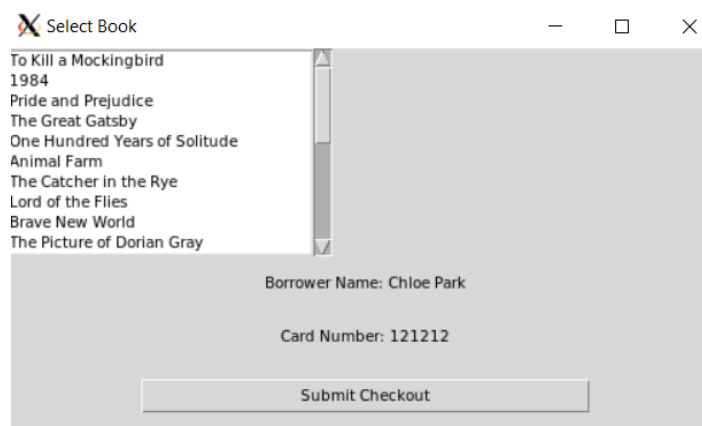 Select Book
To Kill a Mockingbird
1984
Pride and Prejudice
The Great Gatsby
One Hundred Years of Solitude
Animal Farm
The Catcher in the Rye
Lord of the Flies
Brave New World
The Picture of Dorian Gray
Borrower Name: Chloe Park
Card Number: 121212
Submit Checkout